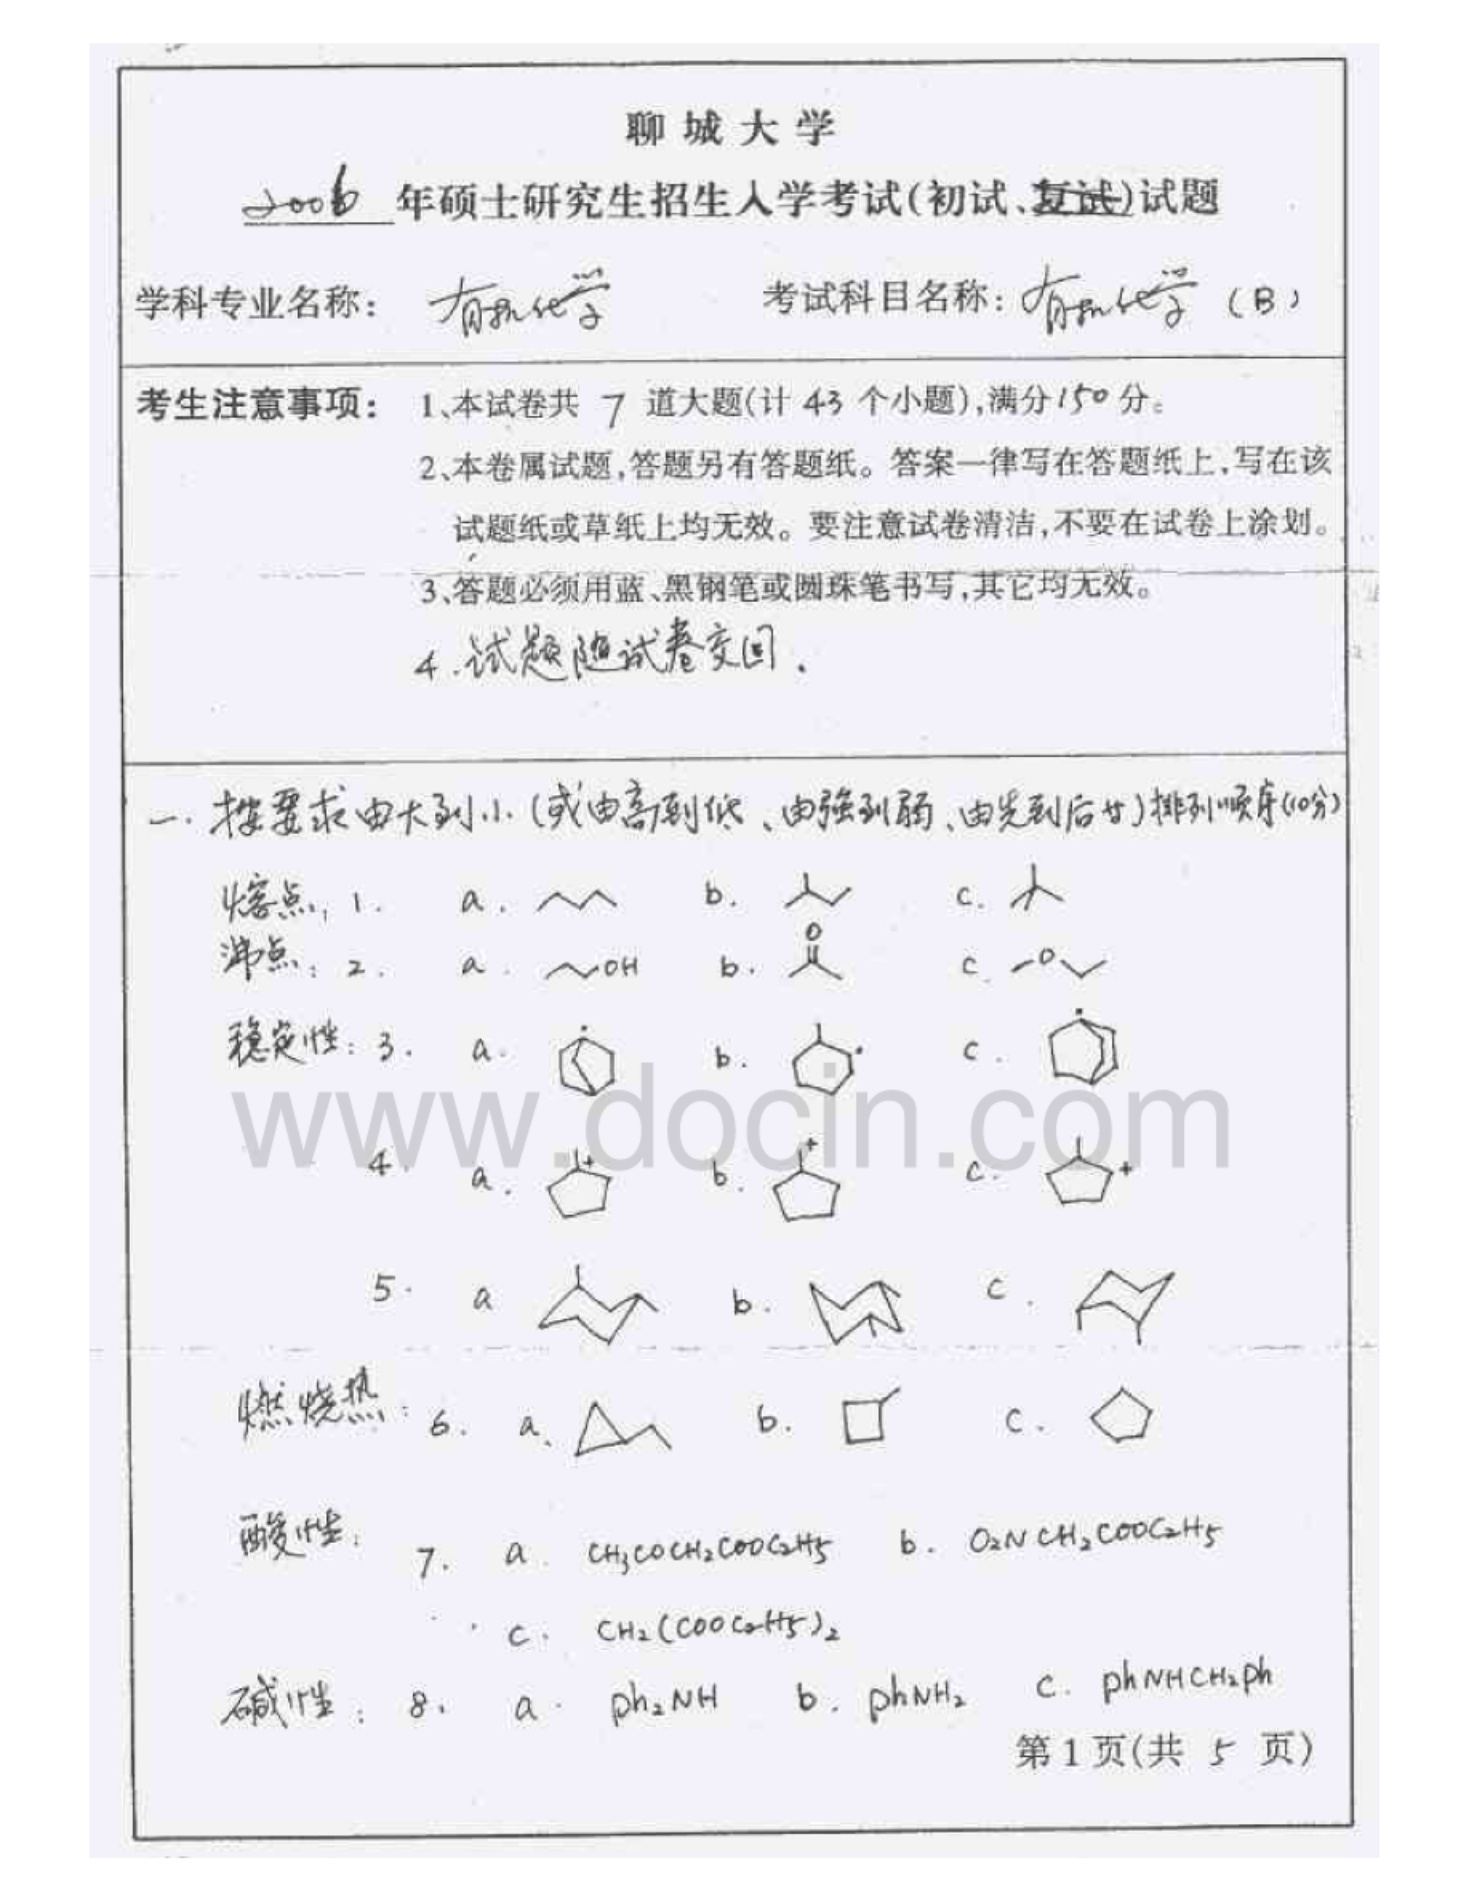 聊城大学
2006 年硕士研究生招生入学考试(初试、复试)试题
学科专业名称: 有机化学 考试科目名称: 有机化学 (B)
考生注意事项: 1、本试卷共 7 道大题(计 43 个小题),满分150分。
2、本卷属试题,答题另有答题纸。答案一律写在答题纸上,写在该
试题纸或草纸上均无效。要注意试卷清洁,不要在试卷上涂划。
3、答题必须用蓝、黑钢笔或圆珠笔书写,其它均无效。
4.试题随试卷交回.
一.按要求由大到小(或由高到低、由强到弱、由先到后等)排列顺序(10分)
熔点: 1. a. b. c.
沸点: 2. a. OH b. O c. O
稳定性: 3. a. b. c.
4. a. + b. + c. +
5. a b. c.
燃烧热: 6. a. b. c.
酸性: 7. a. CH3COCH2COOC2H5 b. O2NCH2COOC2H5
c. CH2(COOC2H5)2
碱性: 8. a. ph2NH b. phNH2 c. phNHCH2ph
第1页(共 5 页)
www.docin.com